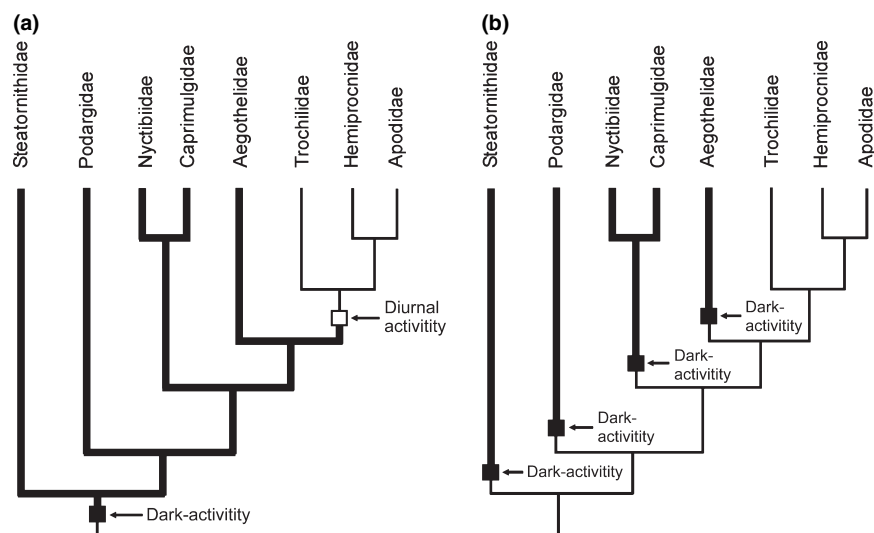 (a)
Steatornithidae
Podargidae
Nyctibiidae
Caprimulgidae
Aegothelidae
Trochilidae
Hemiprocnidae
Apodidae
Diurnal
activitity
Dark-activitity
(b)
Steatornithidae
Podargidae
Nyctibiidae
Caprimulgidae
Aegothelidae
Trochilidae
Hemiprocnidae
Apodidae
Dark-
activitity
Dark-
activitity
Dark-
activitity
Dark-activitity